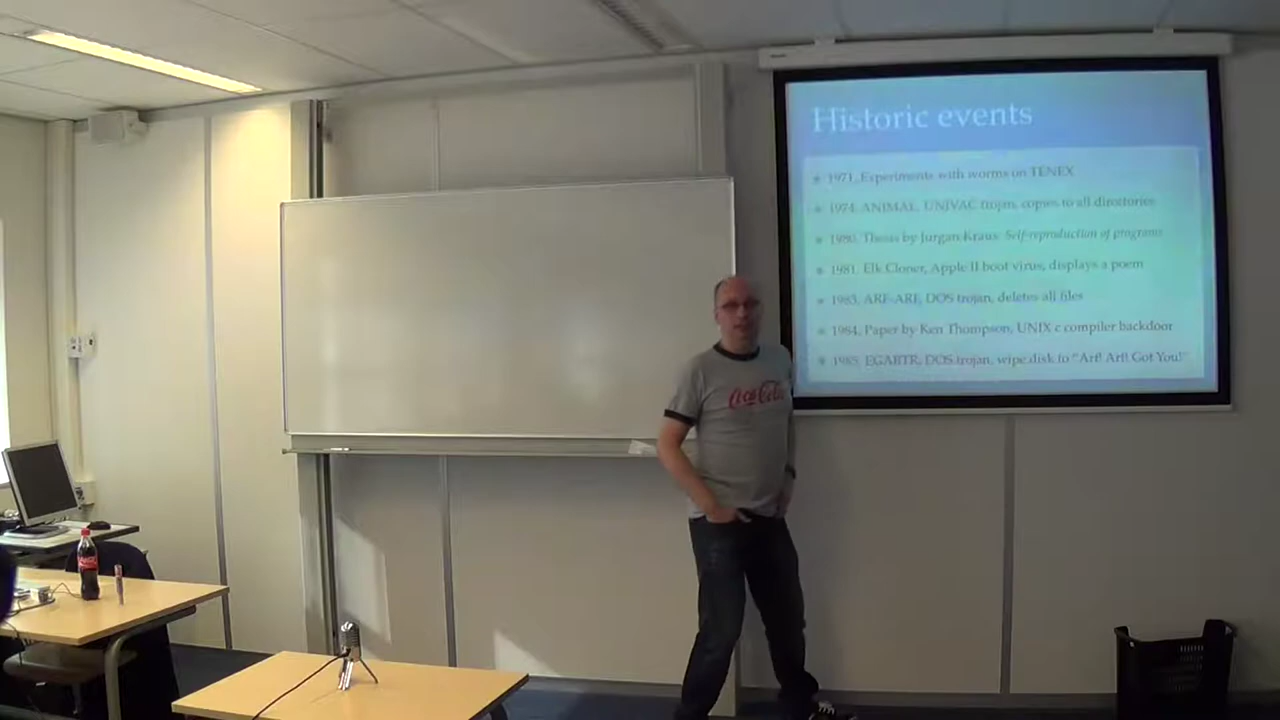 Historic events
1971, Experiments with worms on TENEX
1974, ANIMAL, UNIVAC trojan, copies to all directories
1980, Thesis by Jurgan Kraus, Self-reproduction of programs
1981, Elk Cloner, Apple II boot virus, displays a poem
1983, ARF-ARF, DOS trojan, deletes all files
1984, Paper by Ken Thompson, UNIX c compiler backdoor
1985, EGABTR, DOS trojan, wipe disk to "Arf! Arf! Got You!"
Coca-Cola